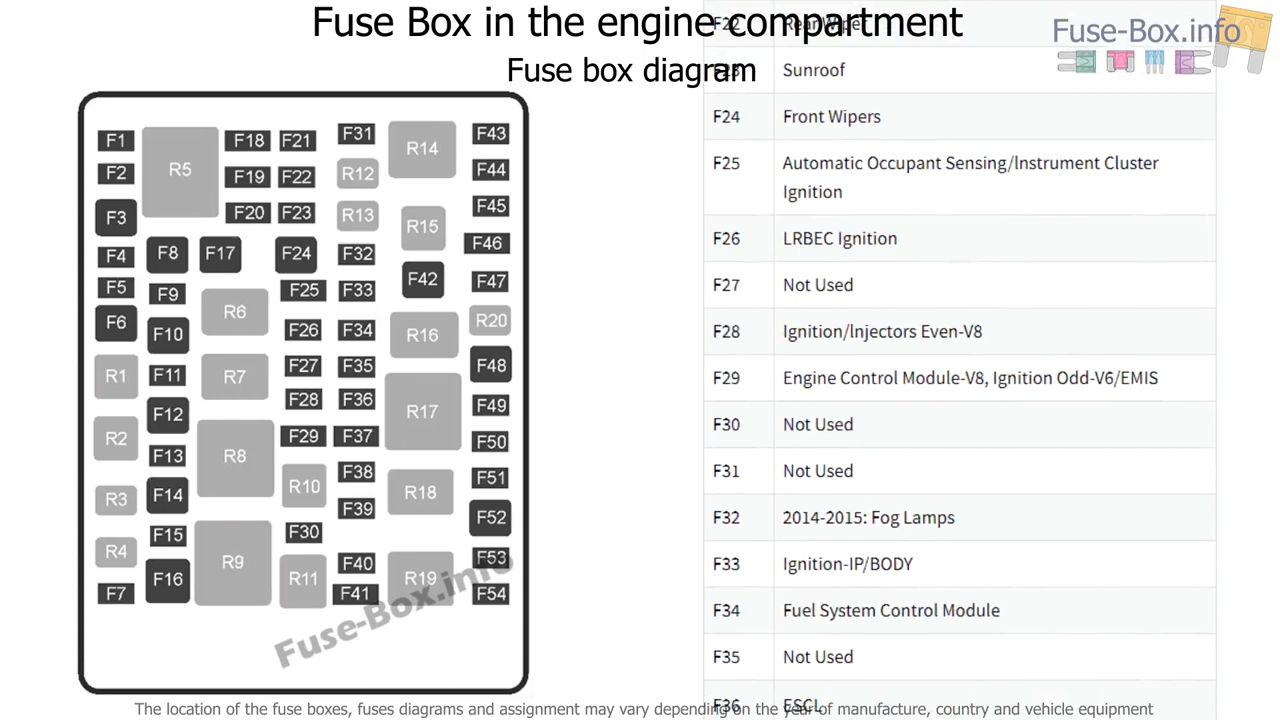 Fuse Box in the engine compartment
Fuse box diagram
Fuse-Box.info
F1 R5 F18 F21 F31 R14 F43
F2 F19 F22 R12 F44
F3 F20 F23 R13 R15 F45
F4 F8 F17 F24 F32 F42 F46
F5 F9 R6 F25 F33 F47
F6 F10 F26 F34 R16 R20
R1 F11 R7 F27 F35 F48
F12 F28 F36 R17 F49
R2 F13 R8 F29 F37 F50
R3 F14 R10 F38 R18 F51
F15 F39 F52
R4 F16 R9 F30 F40 R19 F53
F7 R11 F41 F54
Fuse-Box.info
F22 Rear Wiper
F23 Sunroof
F24 Front Wipers
F25 Automatic Occupant Sensing/Instrument Cluster
Ignition
F26 LRBEC Ignition
F27 Not Used
F28 Ignition/Injectors Even-V8
F29 Engine Control Module-V8, Ignition Odd-V6/EMIS
F30 Not Used
F31 Not Used
F32 2014-2015: Fog Lamps
F33 Ignition-IP/BODY
F34 Fuel System Control Module
F35 Not Used
F36 ESCL
The location of the fuse boxes, fuses diagrams and assignment may vary depending on the year of manufacture, country and vehicle equipment